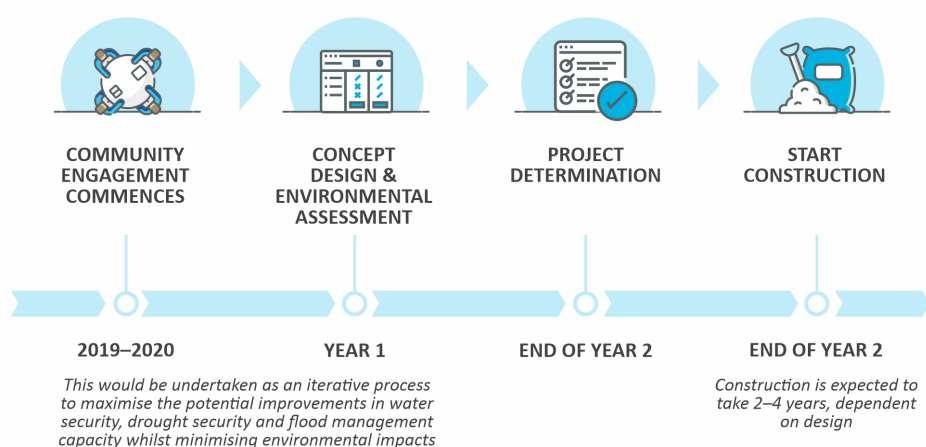 COMMUNITY
ENGAGEMENT
COMMENCES
CONCEPT
DESIGN &
ENVIRONMENTAL
ASSESSMENT
PROJECT
DETERMINATION
START
CONSTRUCTION
2019–2020
YEAR 1
END OF YEAR 2
END OF YEAR 2
This would be undertaken as an iterative process
to maximise the potential improvements in water
security, drought security and flood management
capacity whilst minimising environmental impacts
Construction is expected to
take 2–4 years, dependent
on design